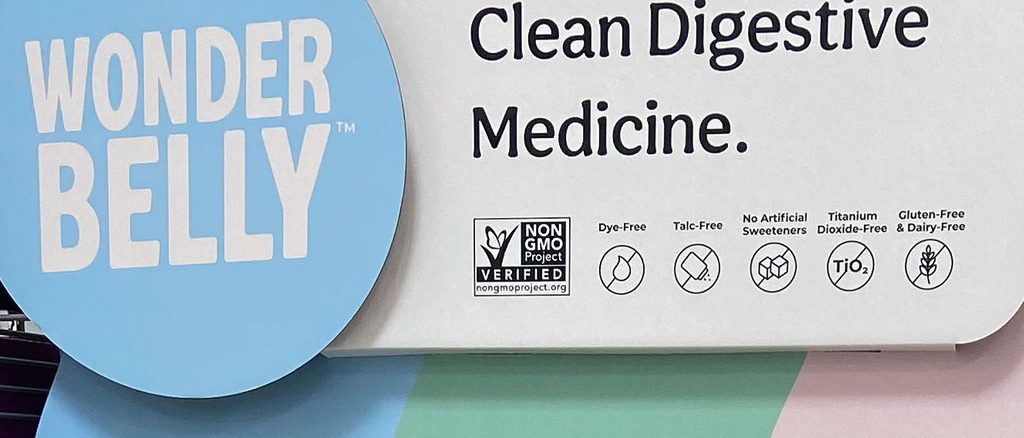 WONDER
BELLY™
Clean Digestive
Medicine.
NON
GMO
Project
VERIFIED
nongmoproject.org
Dye-Free
Talc-Free
No Artificial
Sweeteners
Titanium
Dioxide-Free
TiO₂
Gluten-Free
& Dairy-Free